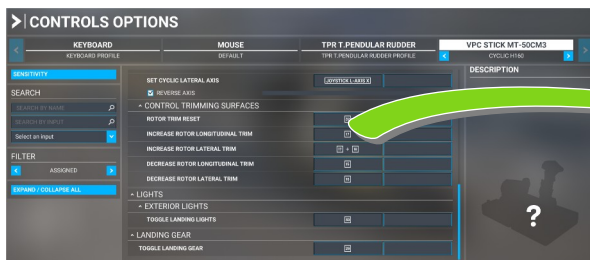 CONTROLS OPTIONS
KEYBOARD
KEYBOARD PROFILE
MOUSE
DEFAULT
TPR T.PENDULAR RUDDER
TPR T.PENDULAR RUDDER PROFILE
VPC STICK MT-50CM3
CYCLIC H160
SENSITIVITY
SEARCH
SEARCH BY NAME
SEARCH BY INPUT
Select an input
FILTER
ASSIGNED
EXPAND / COLLAPSE ALL
SET CYCLIC LATERAL AXIS JOYSTICK L-AXIS X
REVERSE AXIS
CONTROL TRIMMING SURFACES
ROTOR TRIM RESET
INCREASE ROTOR LONGITUDINAL TRIM
INCREASE ROTOR LATERAL TRIM
DECREASE ROTOR LONGITUDINAL TRIM
DECREASE ROTOR LATERAL TRIM
LIGHTS
EXTERIOR LIGHTS
TOGGLE LANDING LIGHTS
LANDING GEAR
TOGGLE LANDING GEAR
DESCRIPTION
?